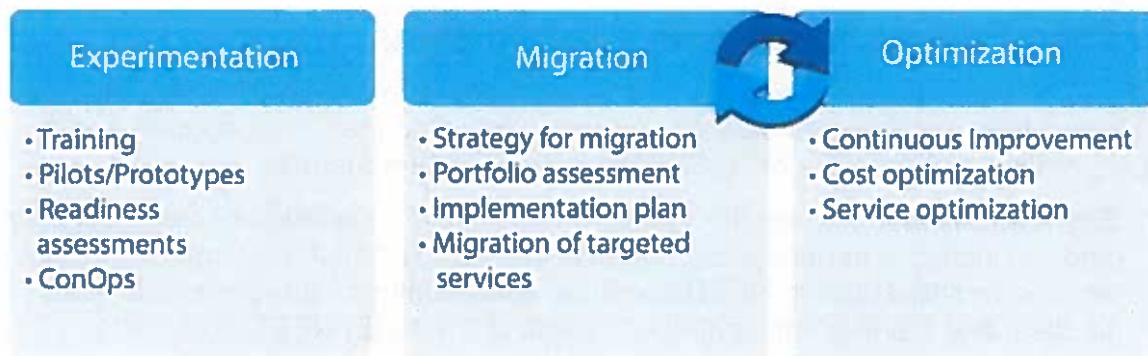 Experimentation
• Training
• Pilots/Prototypes
• Readiness
assessments
• ConOps
Migration
• Strategy for migration
• Portfolio assessment
• Implementation plan
• Migration of targeted
services
Optimization
• Continuous Improvement
• Cost optimization
• Service optimization